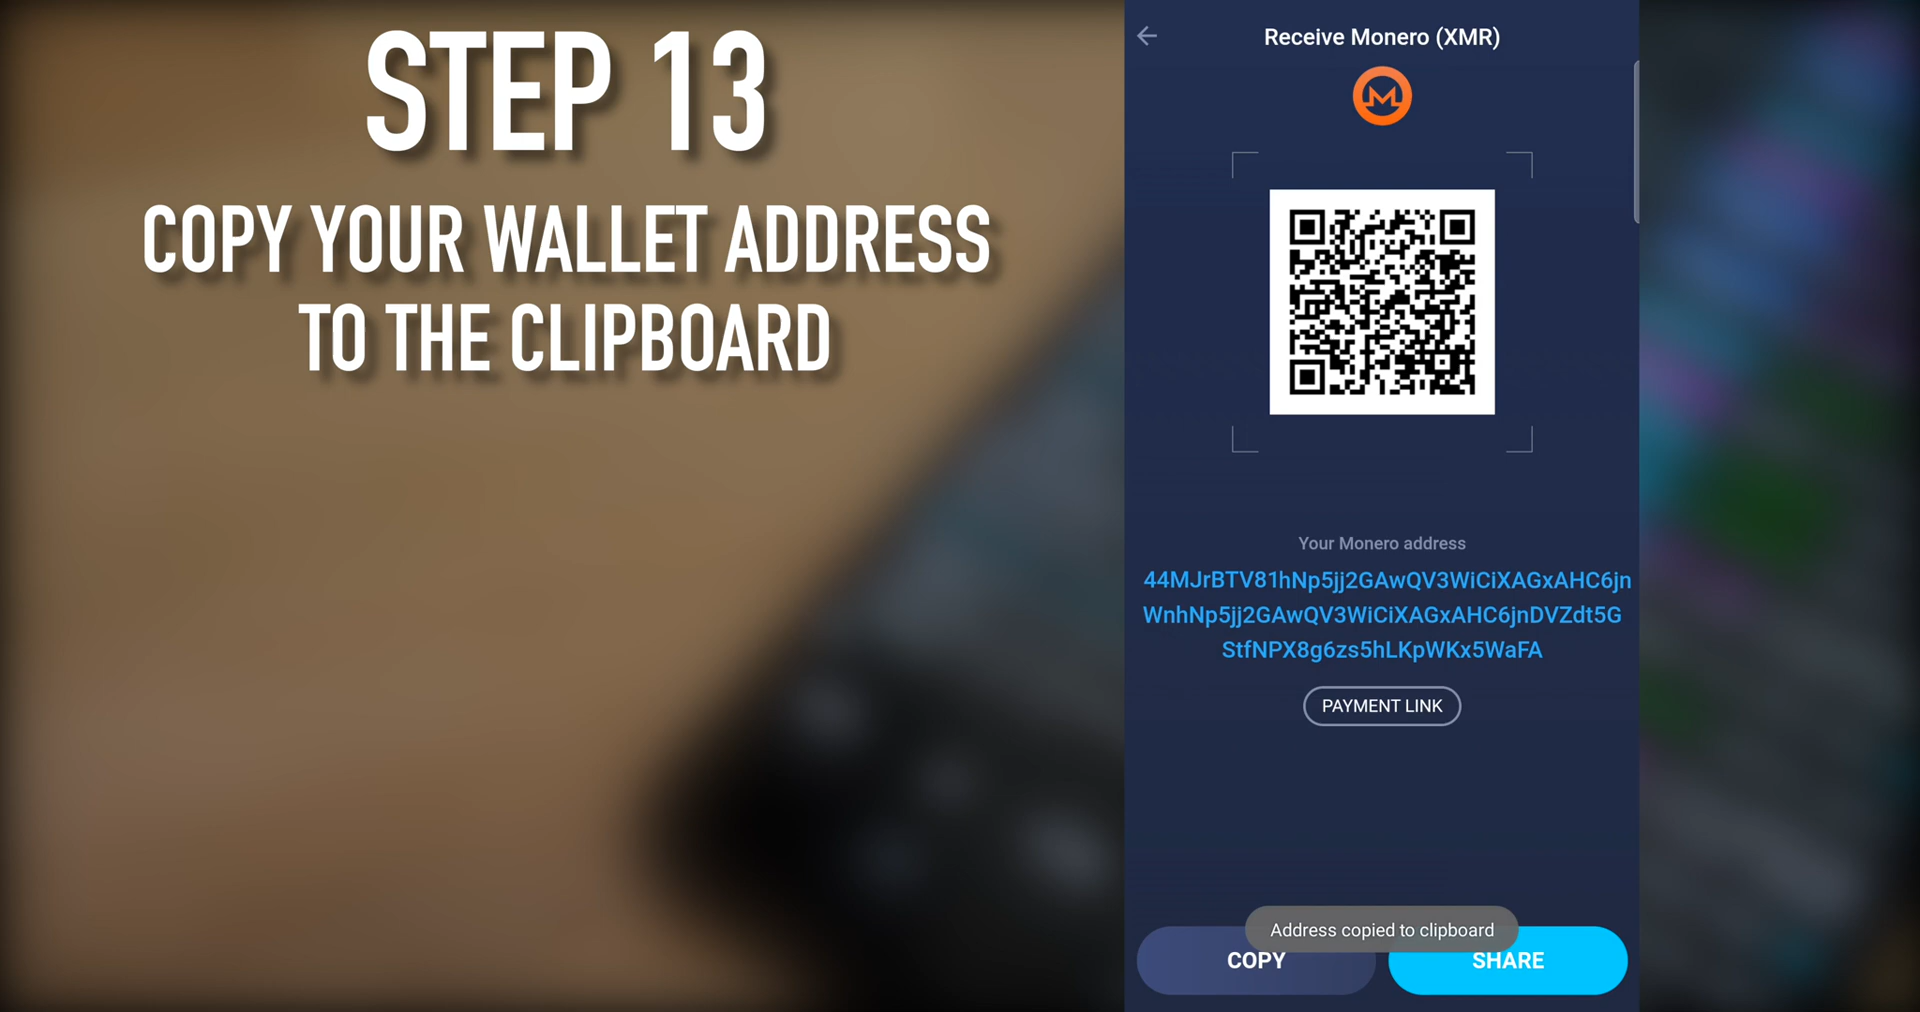 STEP 13
COPY YOUR WALLET ADDRESS
TO THE CLIPBOARD
Receive Monero (XMR)
Your Monero address
44MJrBTV81hNp5jj2GAwQV3WiCiXAGxAHC6jn
WnhNp5jj2GAwQV3WiCiXAGxAHC6jnDVZdt5G
StfNPX8g6zs5hLKpWKx5WaFA
PAYMENT LINK
Address copied to clipboard
COPY
SHARE